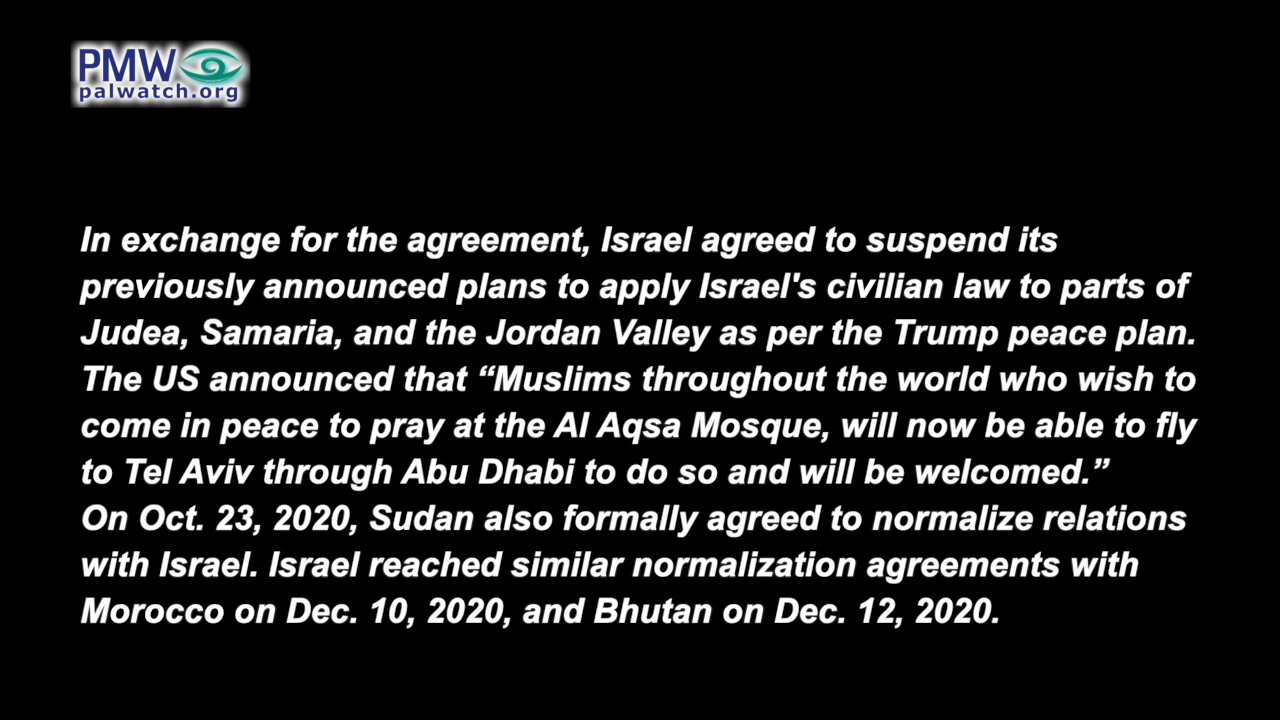 PMW
palwatch.org
In exchange for the agreement, Israel agreed to suspend its
previously announced plans to apply Israel's civilian law to parts of
Judea, Samaria, and the Jordan Valley as per the Trump peace plan.
The US announced that “Muslims throughout the world who wish to
come in peace to pray at the Al Aqsa Mosque, will now be able to fly
to Tel Aviv through Abu Dhabi to do so and will be welcomed.”
On Oct. 23, 2020, Sudan also formally agreed to normalize relations
with Israel. Israel reached similar normalization agreements with
Morocco on Dec. 10, 2020, and Bhutan on Dec. 12, 2020.